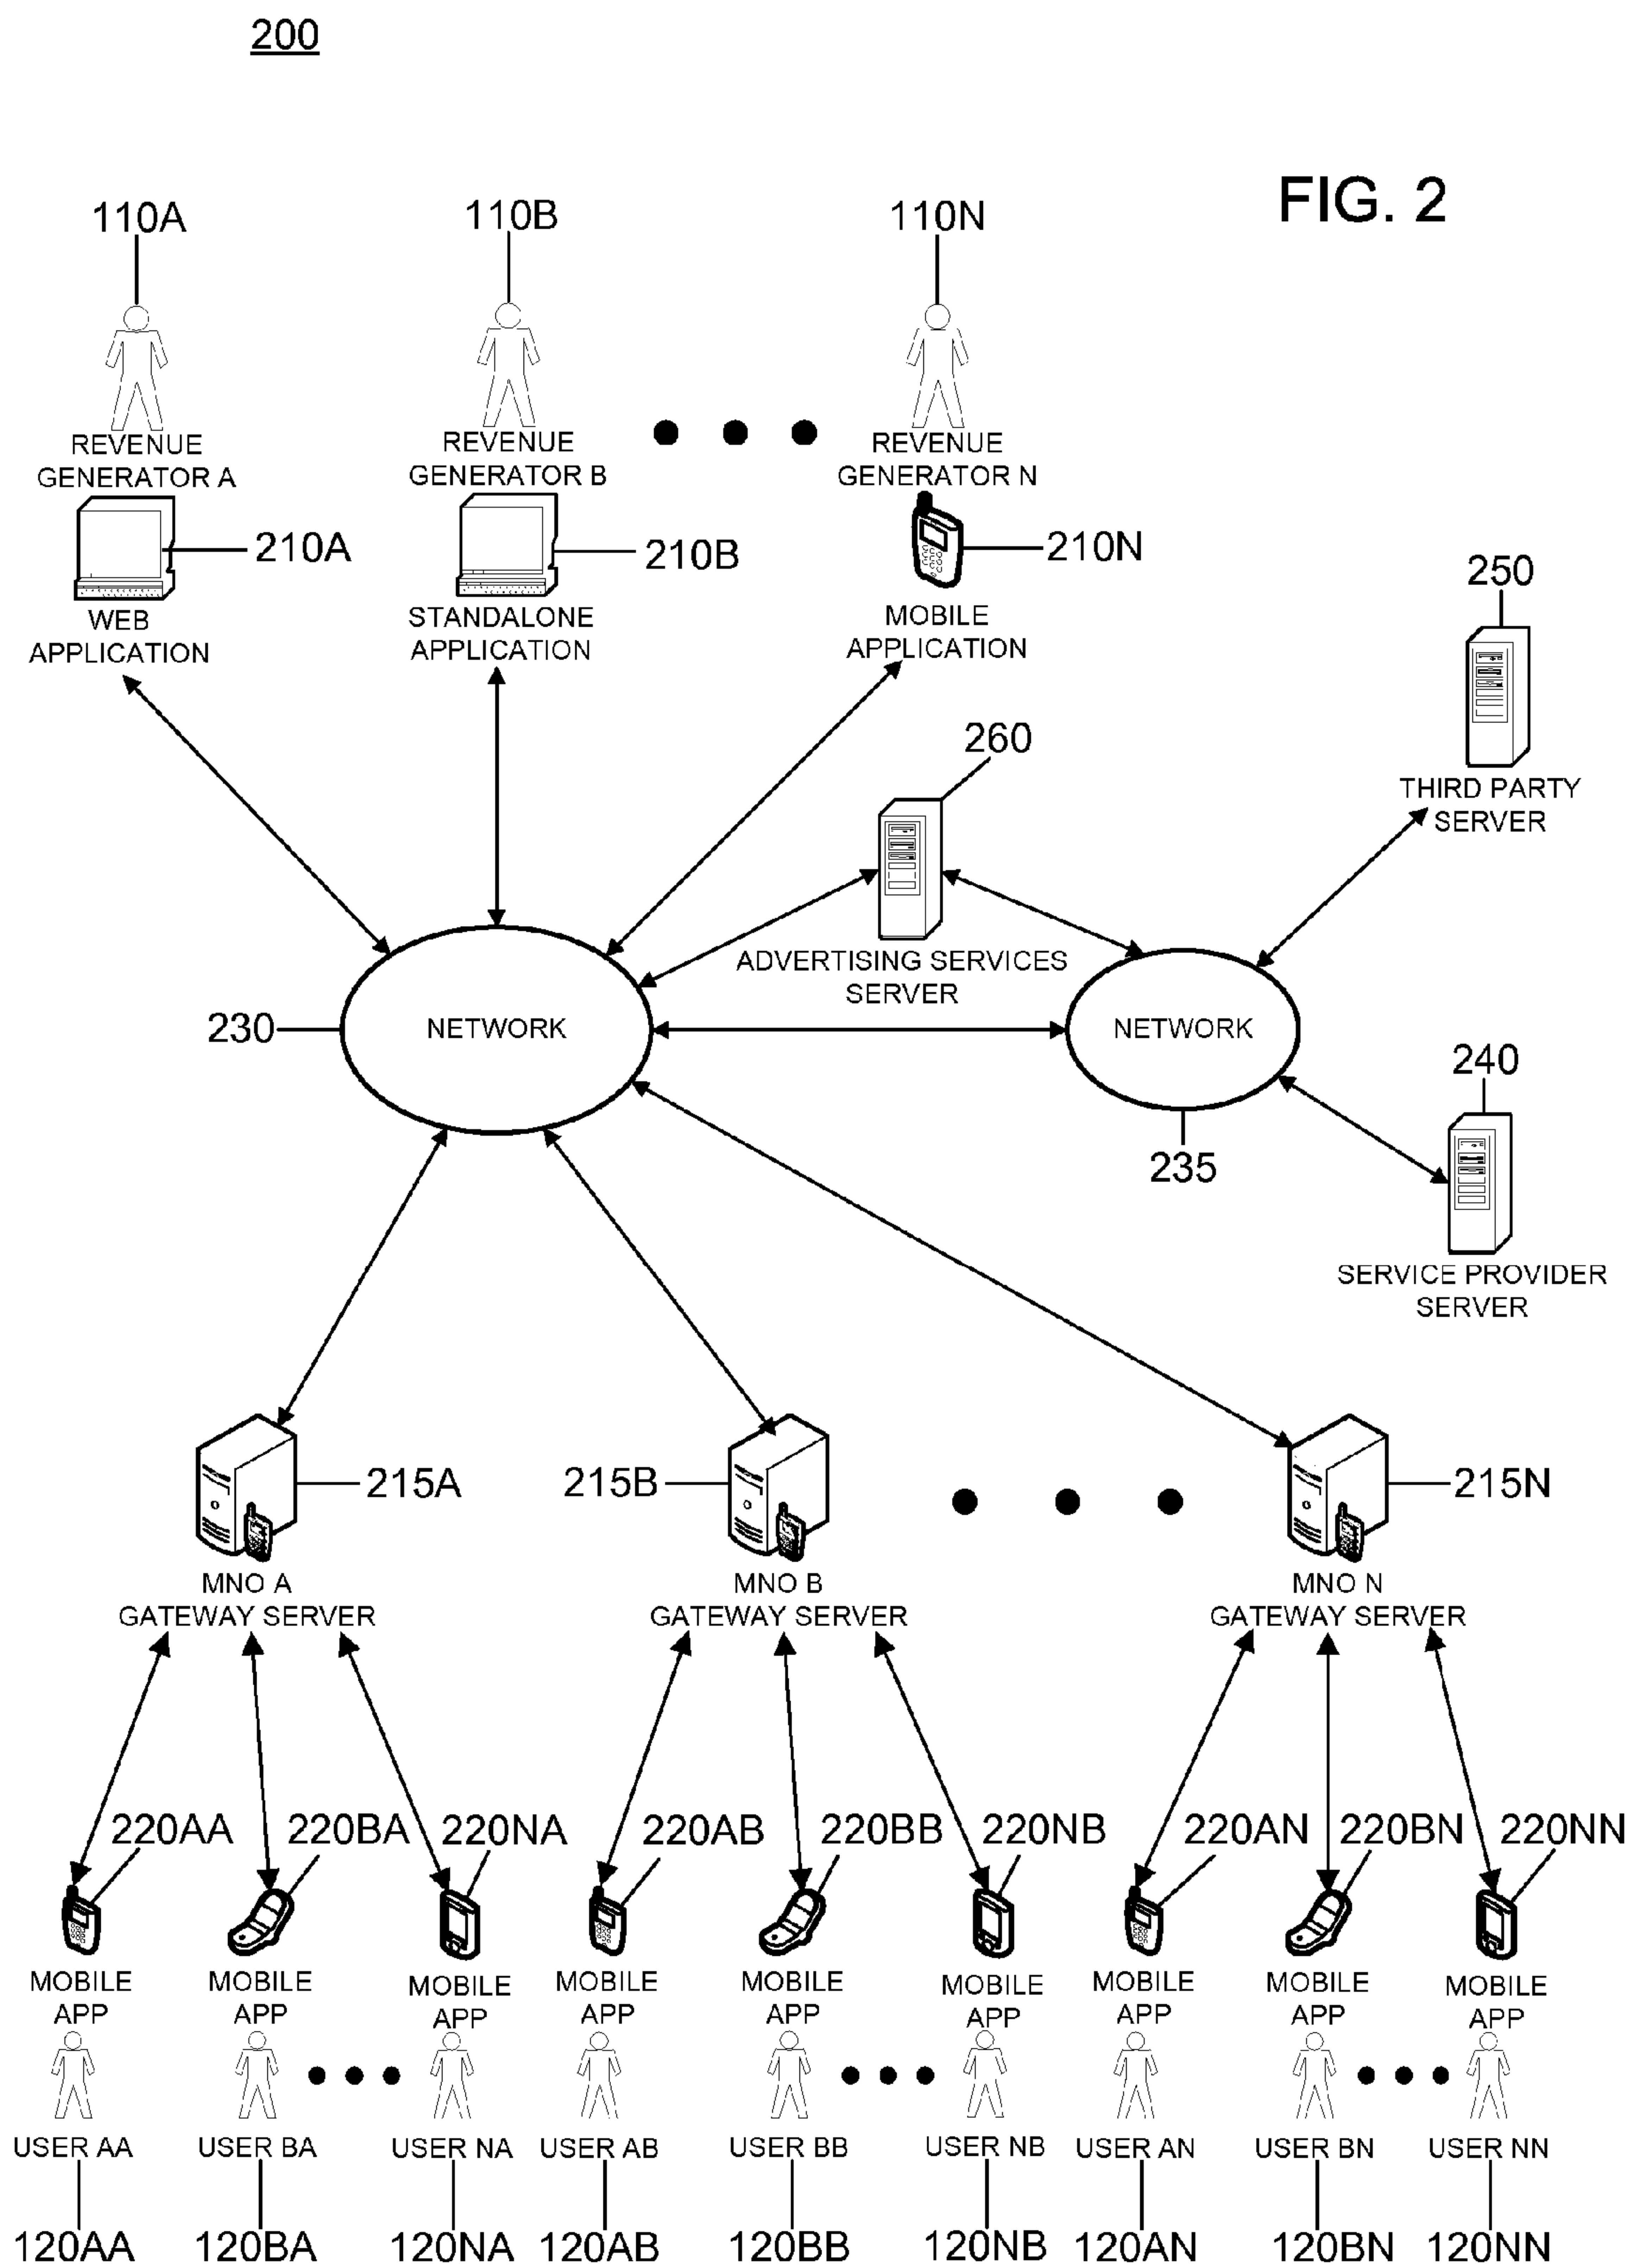 200
FIG. 2
110A
110B
110N
REVENUE
GENERATOR A
REVENUE
GENERATOR B
REVENUE
GENERATOR N
210A
210B
210N
WEB
APPLICATION
STANDALONE
APPLICATION
MOBILE
APPLICATION
250
THIRD PARTY
SERVER
260
ADVERTISING SERVICES
SERVER
230
NETWORK
NETWORK
235
240
SERVICE PROVIDER
SERVER
215A
215B
215N
MNO A
GATEWAY SERVER
MNO B
GATEWAY SERVER
MNO N
GATEWAY SERVER
220AA
220BA
220NA
220AB
220BB
220NB
220AN
220BN
220NN
MOBILE
APP
MOBILE
APP
MOBILE
APP
MOBILE
APP
MOBILE
APP
MOBILE
APP
MOBILE
APP
MOBILE
APP
MOBILE
APP
USER AA
USER BA
USER NA
USER AB
USER BB
USER NB
USER AN
USER BN
USER NN
120AA
120BA
120NA
120AB
120BB
120NB
120AN
120BN
120NN